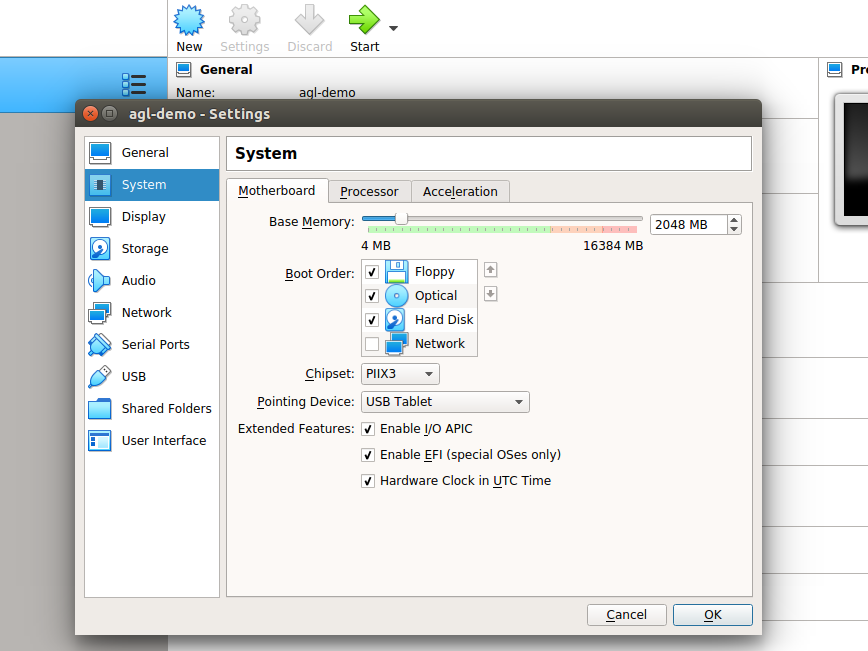 New Settings Discard Start
General
Name: agl-demo
agl-demo - Settings
General
System
Display
Storage
Audio
Network
Serial Ports
USB
Shared Folders
User Interface
System
Motherboard Processor Acceleration
Base Memory: 2048 MB
4 MB 16384 MB
Boot Order: Floppy
Optical
Hard Disk
Network
Chipset: PIIX3
Pointing Device: USB Tablet
Extended Features: Enable I/O APIC
Enable EFI (special OSes only)
Hardware Clock in UTC Time
Cancel OK